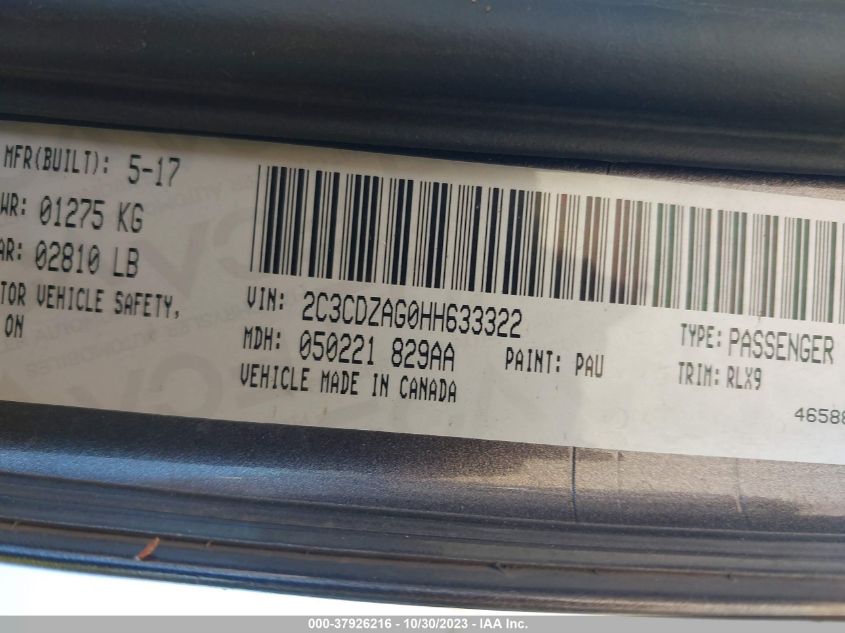 MFR(BUILT): 5-17
WR: 01275 KG
AR: 02810 LB
TOR VEHICLE SAFETY,
ON
VIN: 2C3CDZAG0HH633322
MDH: 050221 829AA
PAINT: PAU
VEHICLE MADE IN CANADA
TYPE: PASSENGER
TRIM: RLX9
46588
000-37926216 - 10/30/2023 - IAA Inc.